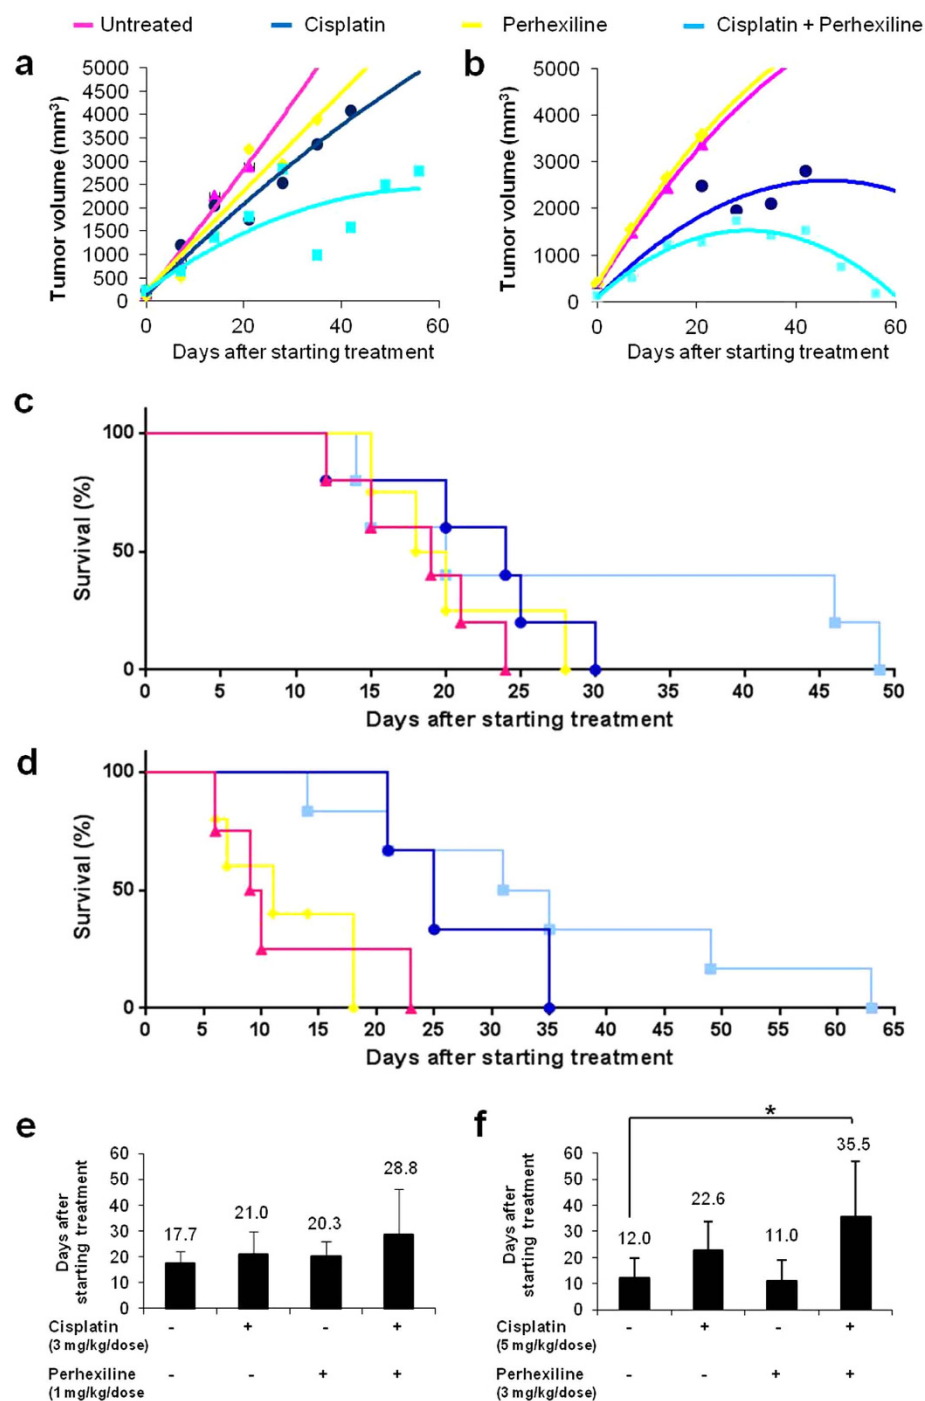 Untreated Cisplatin Perhexiline Cisplatin + Perhexiline
a
Tumor volume (mm³)
5000
4500
4000
3500
3000
2500
2000
1500
1000
500
0
0 20 40 60
Days after starting treatment
b
Tumor volume (mm³)
5000
4000
3000
2000
1000
0
0 20 40 60
Days after starting treatment
c
Survival (%)
100
50
0
0 5 10 15 20 25 30 35 40 45 50
Days after starting treatment
d
Survival (%)
100
50
0
0 5 10 15 20 25 30 35 40 45 50 55 60 65
Days after starting treatment
e
Days after
starting treatment
60
50
40
30
20
10
0
17.7 21.0 20.3 28.8
Cisplatin - + - +
(3 mg/kg/dose)
Perhexiline - - + +
(1 mg/kg/dose
f
*
Days after
starting treatment
60
50
40
30
20
10
0
12.0 22.6 11.0 35.5
Cisplatin - + - +
(5 mg/kg/dose)
Perhexiline - - + +
(3 mg/kg/dose)